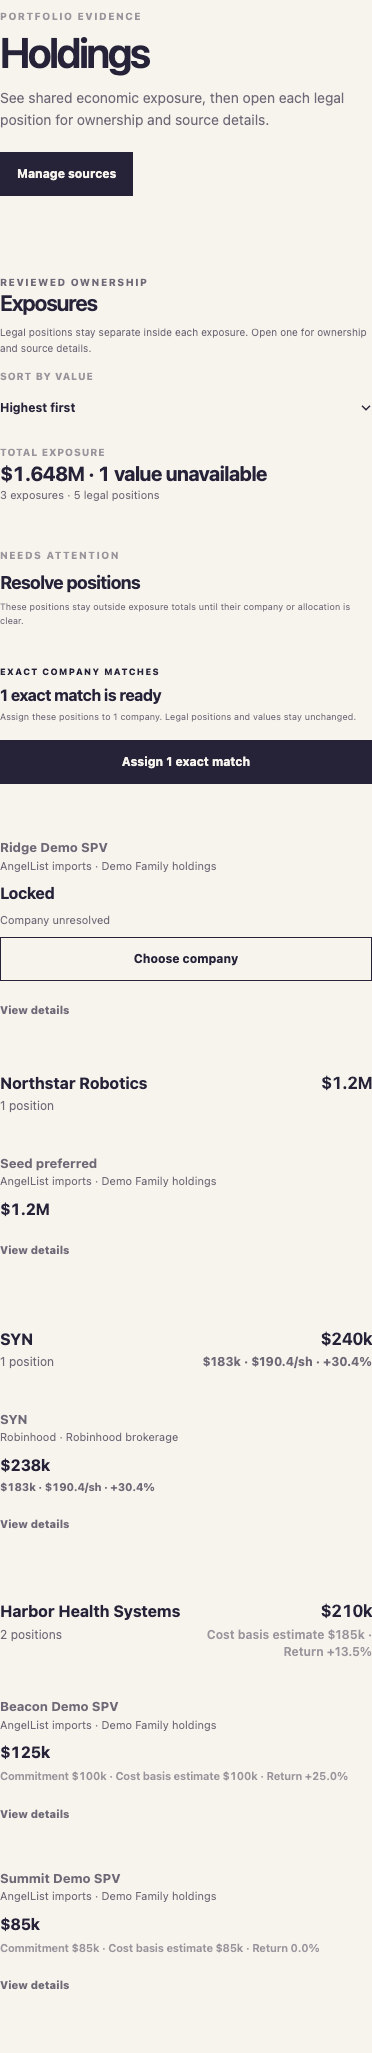 PORTFOLIO EVIDENCE
Holdings
See shared economic exposure, then open each legal
position for ownership and source details.
Manage sources
REVIEWED OWNERSHIP
Exposures
Legal positions stay separate inside each exposure. Open one for ownership
and source details.
SORT BY VALUE
Highest first
TOTAL EXPOSURE
$1.648M · 1 value unavailable
3 exposures · 5 legal positions
NEEDS ATTENTION
Resolve positions
These positions stay outside exposure totals until their company or allocation is
clear.
EXACT COMPANY MATCHES
1 exact match is ready
Assign these positions to 1 company. Legal positions and values stay unchanged.
Assign 1 exact match
Ridge Demo SPV
AngelList imports · Demo Family holdings
Locked
Company unresolved
Choose company
View details
Northstar Robotics $1.2M
1 position
Seed preferred
AngelList imports · Demo Family holdings
$1.2M
View details
SYN $240k
1 position $183k · $190.4/sh · +30.4%
SYN
Robinhood · Robinhood brokerage
$238k
$183k · $190.4/sh · +30.4%
View details
Harbor Health Systems $210k
2 positions Cost basis estimate $185k ·
Return +13.5%
Beacon Demo SPV
AngelList imports · Demo Family holdings
$125k
Commitment $100k · Cost basis estimate $100k · Return +25.0%
View details
Summit Demo SPV
AngelList imports · Demo Family holdings
$85k
Commitment $85k · Cost basis estimate $85k · Return 0.0%
View details